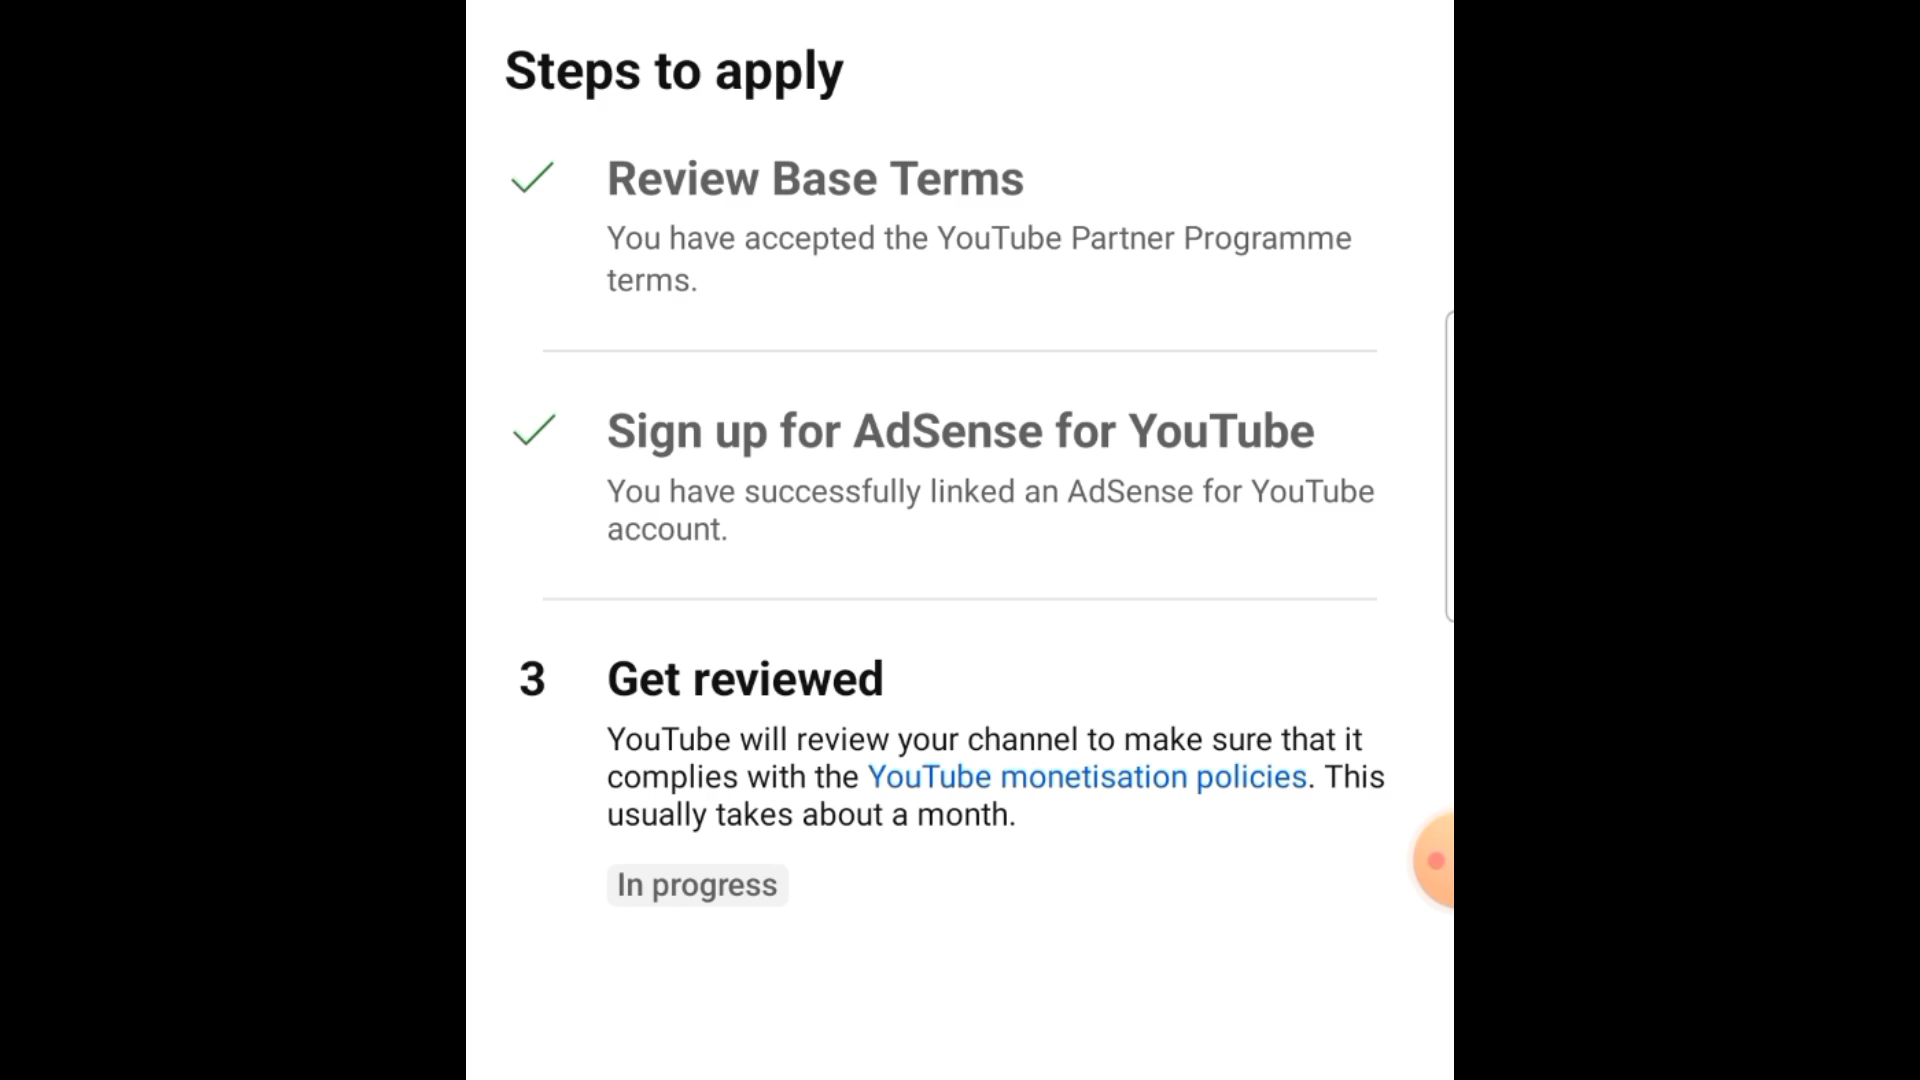 Steps to apply
Review Base Terms
You have accepted the YouTube Partner Programme
terms.
Sign up for AdSense for YouTube
You have successfully linked an AdSense for YouTube
account.
3 Get reviewed
YouTube will review your channel to make sure that it
complies with the YouTube monetisation policies. This
usually takes about a month.
In progress